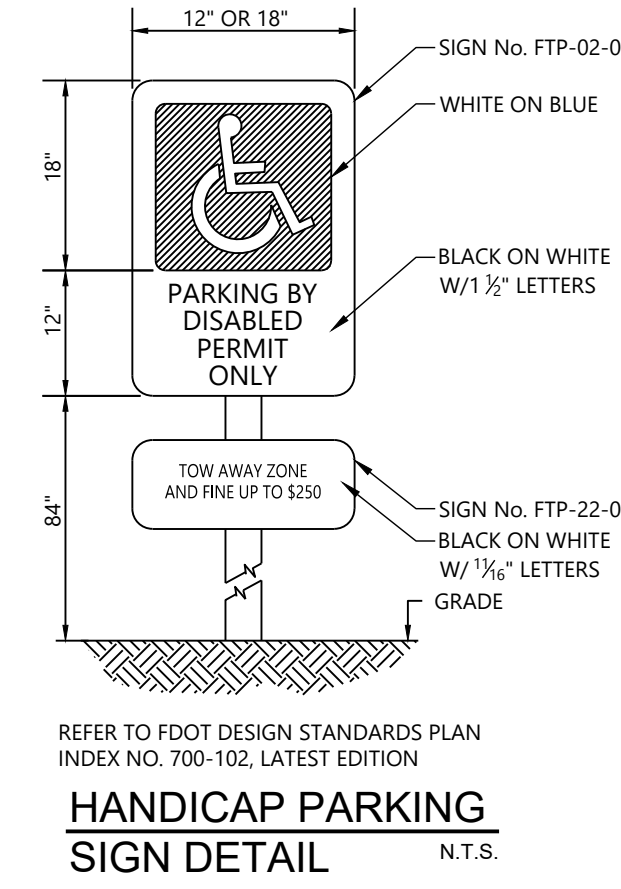 12" OR 18"
SIGN No. FTP-02-0
WHITE ON BLUE
18"
BLACK ON WHITE
W/1 1/2" LETTERS
12"
PARKING BY
DISABLED
PERMIT
ONLY
84"
TOW AWAY ZONE
AND FINE UP TO $250
SIGN No. FTP-22-0
BLACK ON WHITE
W/ 11/16" LETTERS
GRADE
REFER TO FDOT DESIGN STANDARDS PLAN
INDEX NO. 700-102, LATEST EDITION
HANDICAP PARKING
SIGN DETAIL N.T.S.